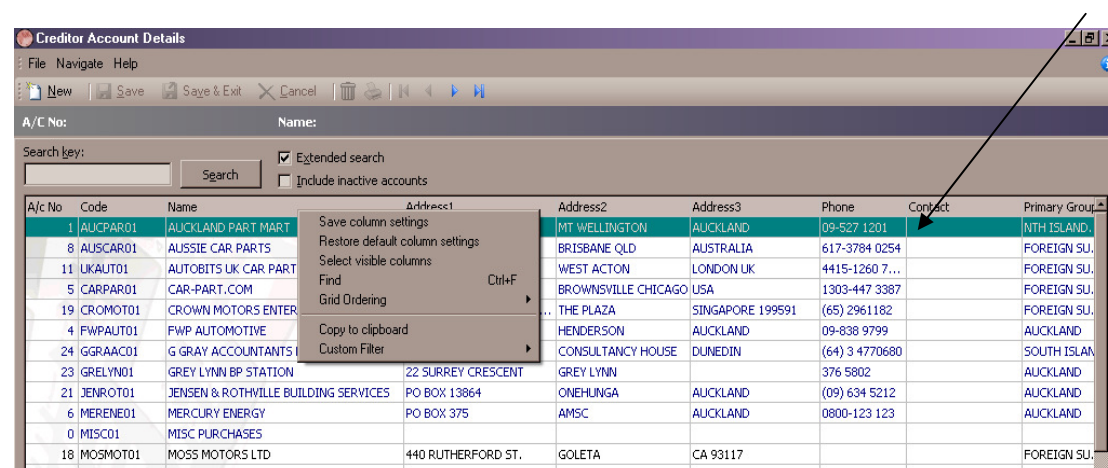 Creditor Account Details
File Navigate Help
New Save Save & Exit Cancel
A/C No: Name:
Search key:
Search
Extended search
Include inactive accounts
A/c No Code Name Address1 Address2 Address3 Phone Contact Primary Group
1 AUCPAR01 AUCKLAND PART MART MT WELLINGTON AUCKLAND 09-527 1201 NTH ISLAND.
8 AUSCAR01 AUSSIE CAR PARTS BRISBANE QLD AUSTRALIA 617-3784 0254 FOREIGN SU.
11 UKAUT01 AUTOBITS UK CAR PART WEST ACTON LONDON UK 4415-1260 7... FOREIGN SU.
5 CARPAR01 CAR-PART.COM BROWNSVILLE CHICAGO USA 1303-447 3387 FOREIGN SU.
19 CROMOT01 CROWN MOTORS ENTER ... THE PLAZA SINGAPORE 199591 (65) 2961182 FOREIGN SU.
4 FWPAUT01 FWP AUTOMOTIVE HENDERSON AUCKLAND 09-838 9799 AUCKLAND
24 GGRAAC01 G GRAY ACCOUNTANTS CONSULTANCY HOUSE DUNEDIN (64) 3 4770680 SOUTH ISLAN
23 GRELYN01 GREY LYNN BP STATION 22 SURREY CRESCENT GREY LYNN 376 5802 AUCKLAND
21 JENROT01 JENSEN & ROTHVILLE BUILDING SERVICES PO BOX 13864 ONEHUNGA AUCKLAND (09) 634 5212 AUCKLAND
6 MERENE01 MERCURY ENERGY PO BOX 375 AMSC AUCKLAND 0800-123 123 AUCKLAND
0 MISC01 MISC PURCHASES
18 MOSMOT01 MOSS MOTORS LTD 440 RUTHERFORD ST. GOLETA CA 93117 FOREIGN SU.
Save column settings
Restore default column settings
Select visible columns
Find Ctrl+F
Grid Ordering
Copy to clipboard
Custom Filter